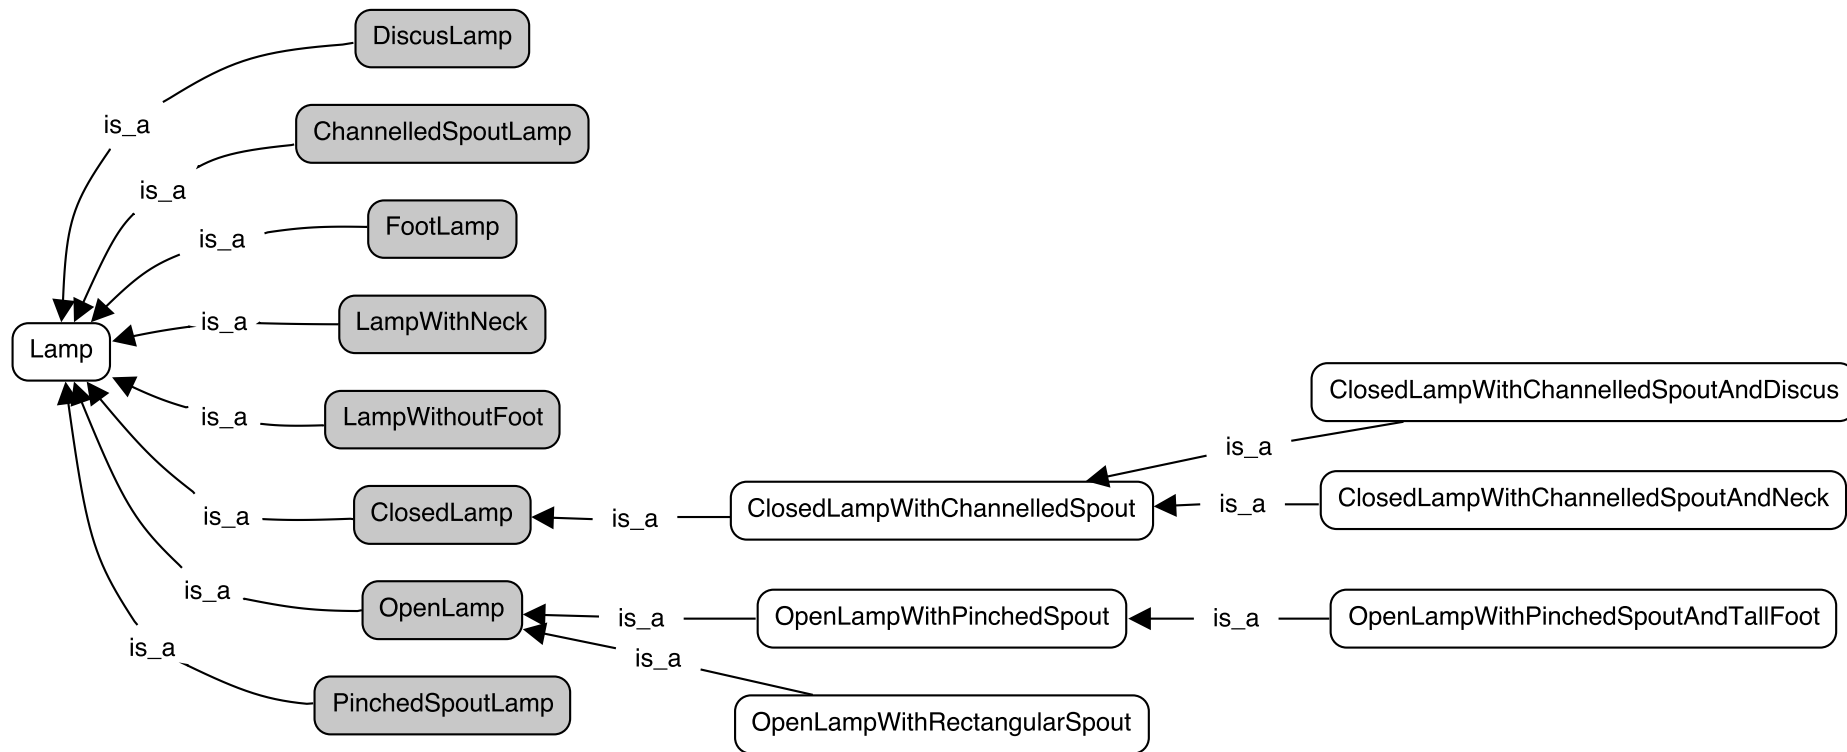 DiscusLamp
is_a
ChannelledSpoutLamp
is_a
FootLamp
is_a
LampWithNeck
is_a
Lamp
LampWithoutFoot
is_a
ClosedLampWithChannelledSpoutAndDiscus
is_a
ClosedLamp
is_a
ClosedLampWithChannelledSpout
is_a
ClosedLampWithChannelledSpoutAndNeck
is_a
is_a
OpenLamp
is_a
OpenLampWithPinchedSpout
is_a
OpenLampWithPinchedSpoutAndTallFoot
is_a
is_a
PinchedSpoutLamp
OpenLampWithRectangularSpout
is_a